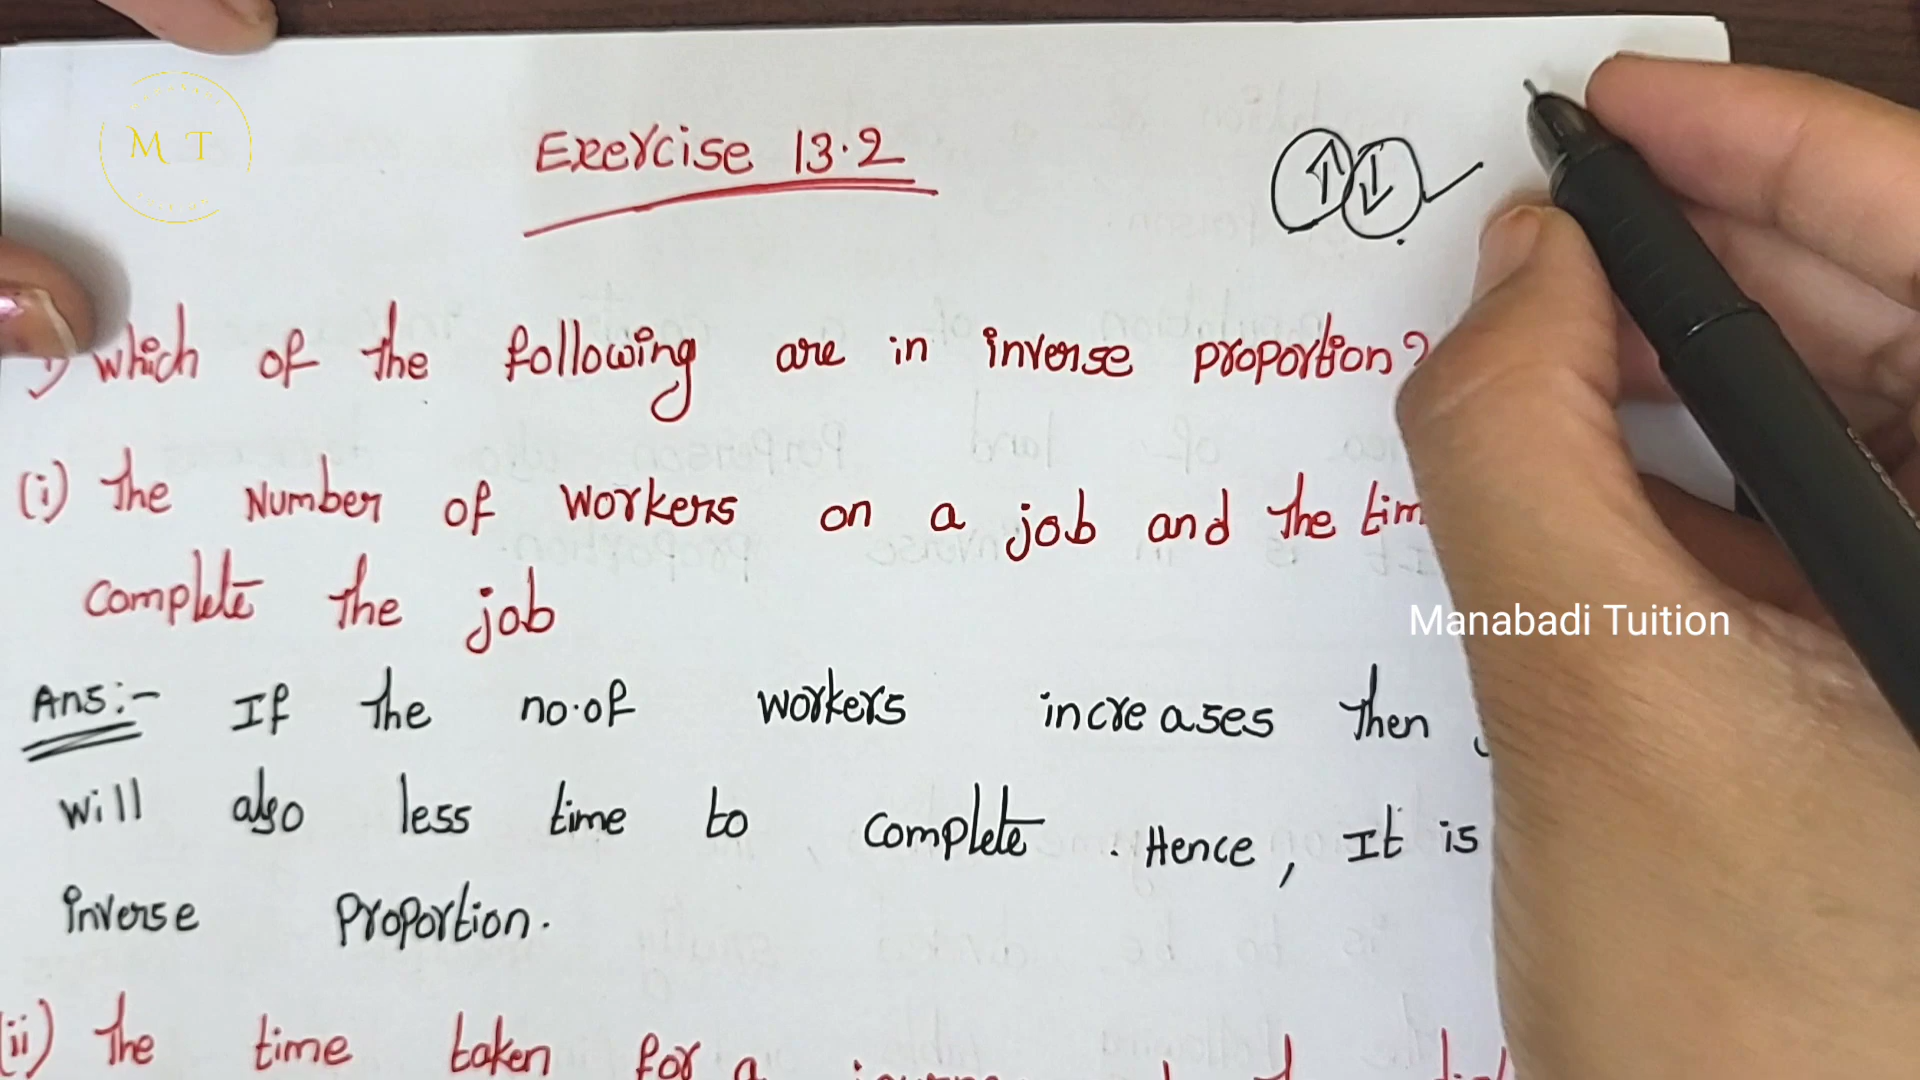 M T
Exercise 13.2
1) which of the following are in inverse proportion?
(i) The Number of workers on a job and the tim
complete the job
Manabadi Tuition
Ans:- If the no.of workers increases then
will also less time to complete. Hence, It is
inverse proportion.
(ii) The time taken for a